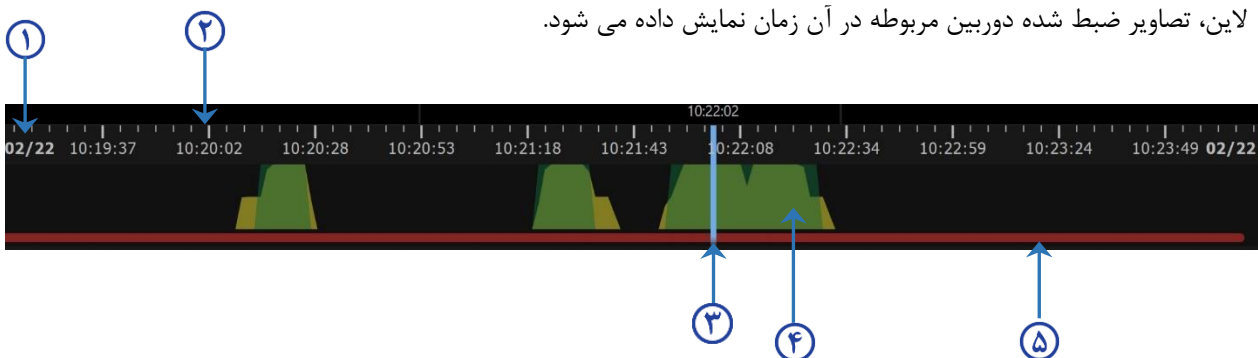 لاین، تصاویر ضبط شده دوربین مربوطه در آن زمان نمایش داده می شود.
۱ ۲
10:22:02
02/22 10:19:37 10:20:02 10:20:28 10:20:53 10:21:18 10:21:43 10:22:08 10:22:34 10:22:59 10:23:24 10:23:49 02/22
۳ ۴ ۵